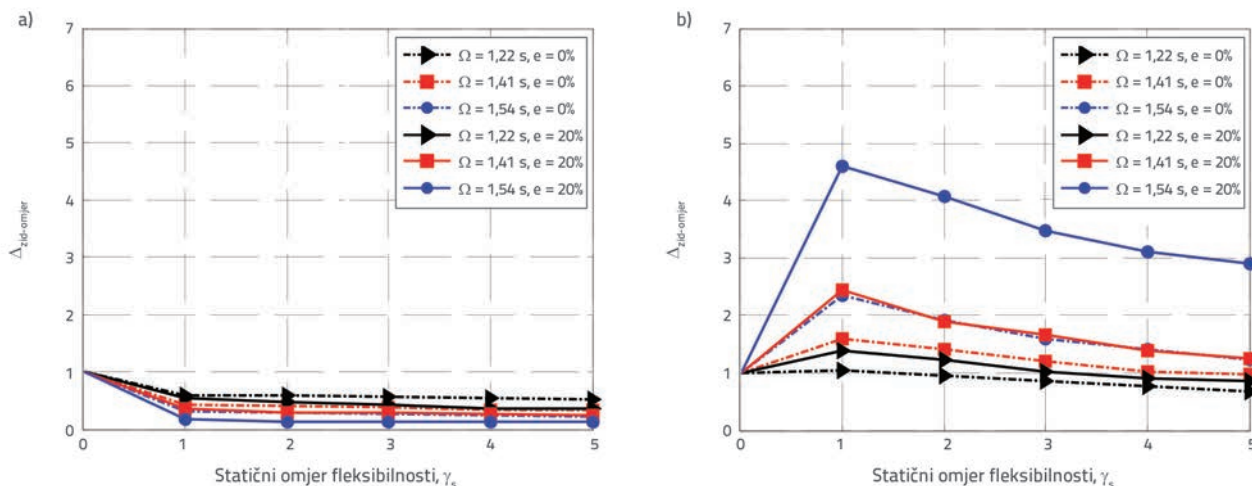 a)
7
6
5
4
3
2
1
0
Δzid-omjer
0 1 2 3 4 5
Statični omjer fleksibilnosti, γs
Ω = 1,22 s, e = 0%
Ω = 1,41 s, e = 0%
Ω = 1,54 s, e = 0%
Ω = 1,22 s, e = 20%
Ω = 1,41 s, e = 20%
Ω = 1,54 s, e = 20%
b)
7
6
5
4
3
2
1
0
Δzid-omjer
0 1 2 3 4 5
Statični omjer fleksibilnosti, γs
Ω = 1,22 s, e = 0%
Ω = 1,41 s, e = 0%
Ω = 1,54 s, e = 0%
Ω = 1,22 s, e = 20%
Ω = 1,41 s, e = 20%
Ω = 1,54 s, e = 20%